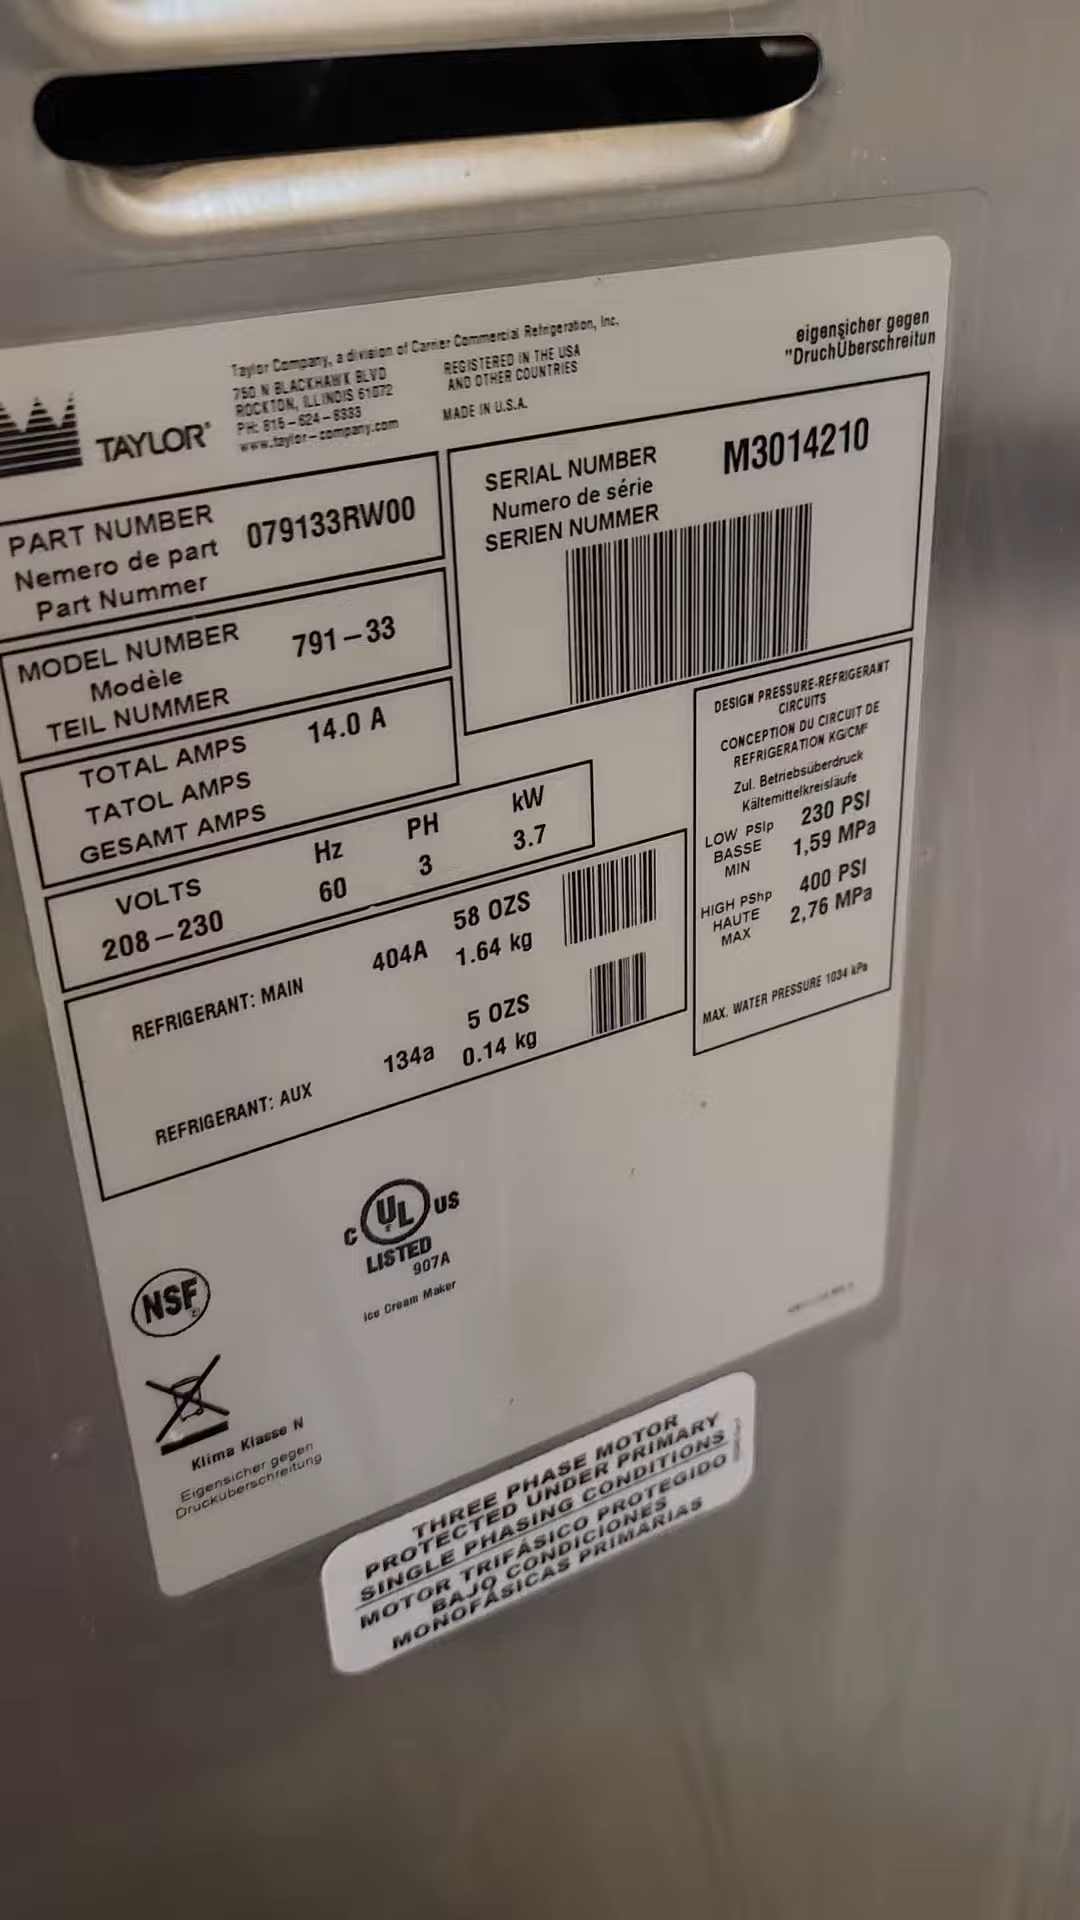 Taylor Company, a division of Carrier Commercial Refrigeration, Inc.
750 N BLACKHAWK BLVD
ROCKTON, ILLINOIS 61072
PH: 815-624-8333
www.taylor-company.com
REGISTERED IN THE USA
AND OTHER COUNTRIES
MADE IN U.S.A.
eigensicher gegen
"DruchÜberschreitun
TAYLOR®
PART NUMBER
Nemero de part
Part Nummer
079133RW00
SERIAL NUMBER
Numero de série
SERIEN NUMMER
M3014210
MODEL NUMBER
Modèle
TEIL NUMMER
791-33
TOTAL AMPS
TATOL AMPS
GESAMT AMPS
14.0 A
VOLTS
208-230
Hz
60
PH
3
kW
3.7
REFRIGERANT: MAIN
404A
58 OZS
1.64 kg
REFRIGERANT: AUX
134a
5 OZS
0.14 kg
DESIGN PRESSURE-REFRIGERANT
CIRCUITS
CONCEPTION DU CIRCUIT DE
REFRIGERATION KG/CM²
Zul. Betriebsüberdruck
Kältemittelkreisläufe
LOW PSlp
BASSE
MIN
230 PSI
1,59 MPa
HIGH PShp
HAUTE
MAX
400 PSI
2,76 MPa
MAX. WATER PRESSURE 1034 kPa
C UL US
LISTED
907A
Ice Cream Maker
NSF®
Klima Klasse N
Eigensicher gegen
Drucküberschreitung
THREE PHASE MOTOR
PROTECTED UNDER PRIMARY
SINGLE PHASING CONDITIONS
MOTOR TRIFÁSICO PROTEGIDO
BAJO CONDICIONES
MONOFÁSICAS PRIMARIAS